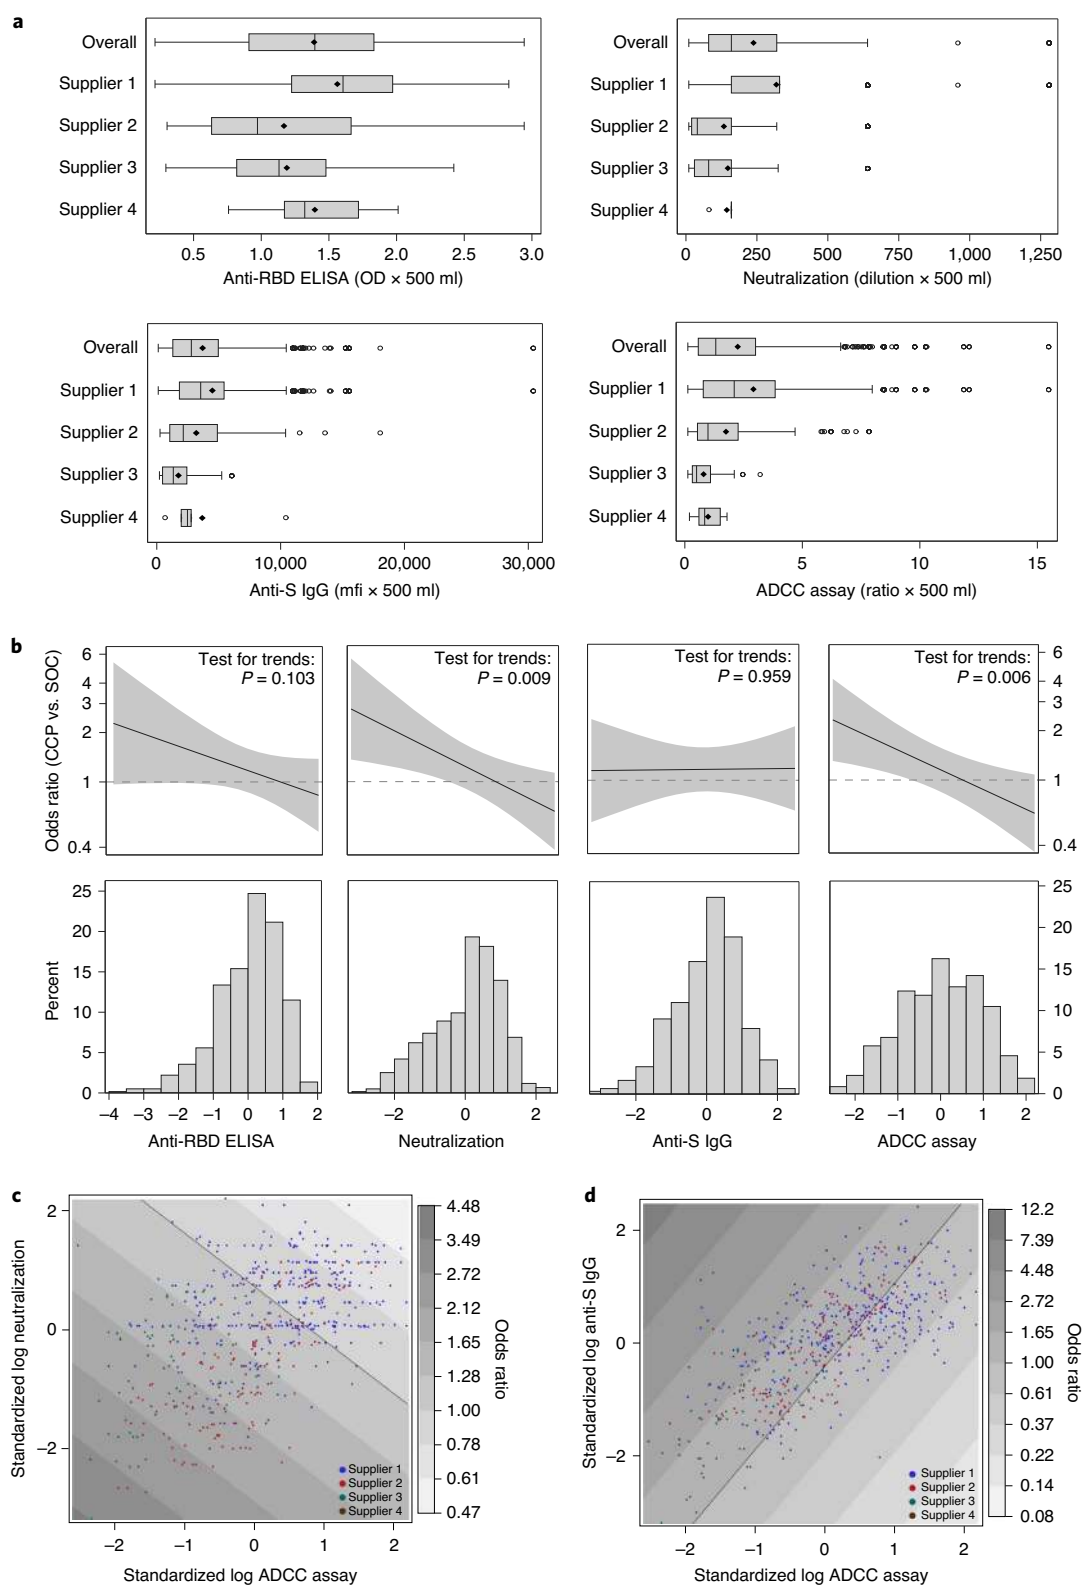 a
Overall
Supplier 1
Supplier 2
Supplier 3
Supplier 4
0.5 1.0 1.5 2.0 2.5 3.0
Anti-RBD ELISA (OD × 500 ml)
Overall
Supplier 1
Supplier 2
Supplier 3
Supplier 4
0 250 500 750 1,000 1,250
Neutralization (dilution × 500 ml)
Overall
Supplier 1
Supplier 2
Supplier 3
Supplier 4
0 10,000 20,000 30,000
Anti-S IgG (mfi × 500 ml)
Overall
Supplier 1
Supplier 2
Supplier 3
Supplier 4
0 5 10 15
ADCC assay (ratio × 500 ml)
b
Odds ratio (CCP vs. SOC)
6
4
3
2
1
0.4
Test for trends:
P = 0.103
Test for trends:
P = 0.009
Test for trends:
P = 0.959
Test for trends:
P = 0.006
6
4
3
2
1
0.4
Percent
25
20
15
10
5
0
–4 –3 –2 –1 0 1 2
Anti-RBD ELISA
–2 0 2
Neutralization
–2 0 2
Anti-S IgG
–2 –1 0 1 2
ADCC assay
25
20
15
10
5
0
c
Standardized log neutralization
2
0
–2
Supplier 1
Supplier 2
Supplier 3
Supplier 4
–2 –1 0 1 2
Standardized log ADCC assay
4.48
3.49
2.72
2.12
1.65
1.28
1.00
0.78
0.61
0.47
Odds ratio
d
Standardized log anti-S IgG
2
0
–2
Supplier 1
Supplier 2
Supplier 3
Supplier 4
–2 –1 0 1 2
Standardized log ADCC assay
12.2
7.39
4.48
2.72
1.65
1.00
0.61
0.37
0.22
0.14
0.08
Odds ratio